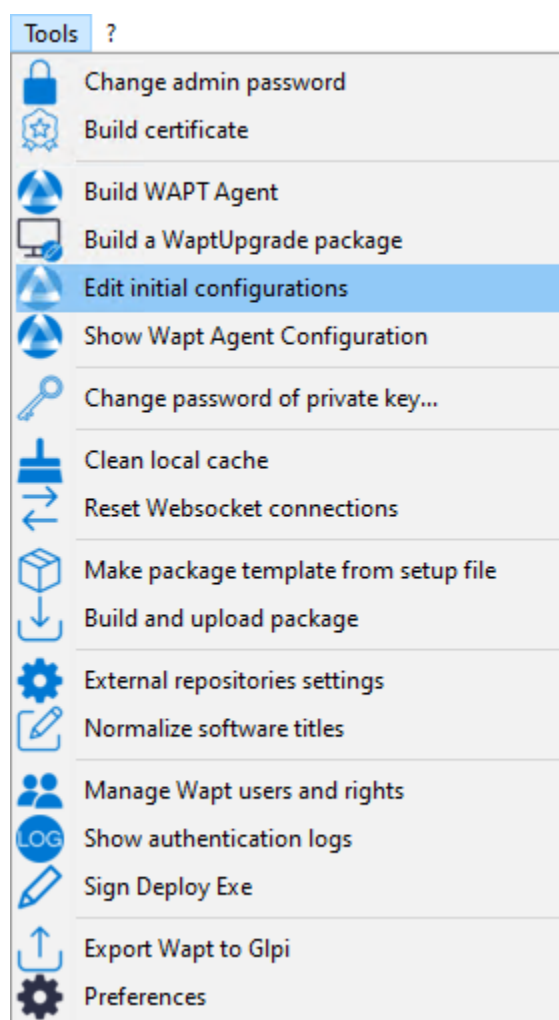 Tools ?
Change admin password
Build certificate
Build WAPT Agent
Build a WaptUpgrade package
Edit initial configurations
Show Wapt Agent Configuration
Change password of private key...
Clean local cache
Reset Websocket connections
Make package template from setup file
Build and upload package
External repositories settings
Normalize software titles
Manage Wapt users and rights
LOG Show authentication logs
Sign Deploy Exe
Export Wapt to Glpi
Preferences